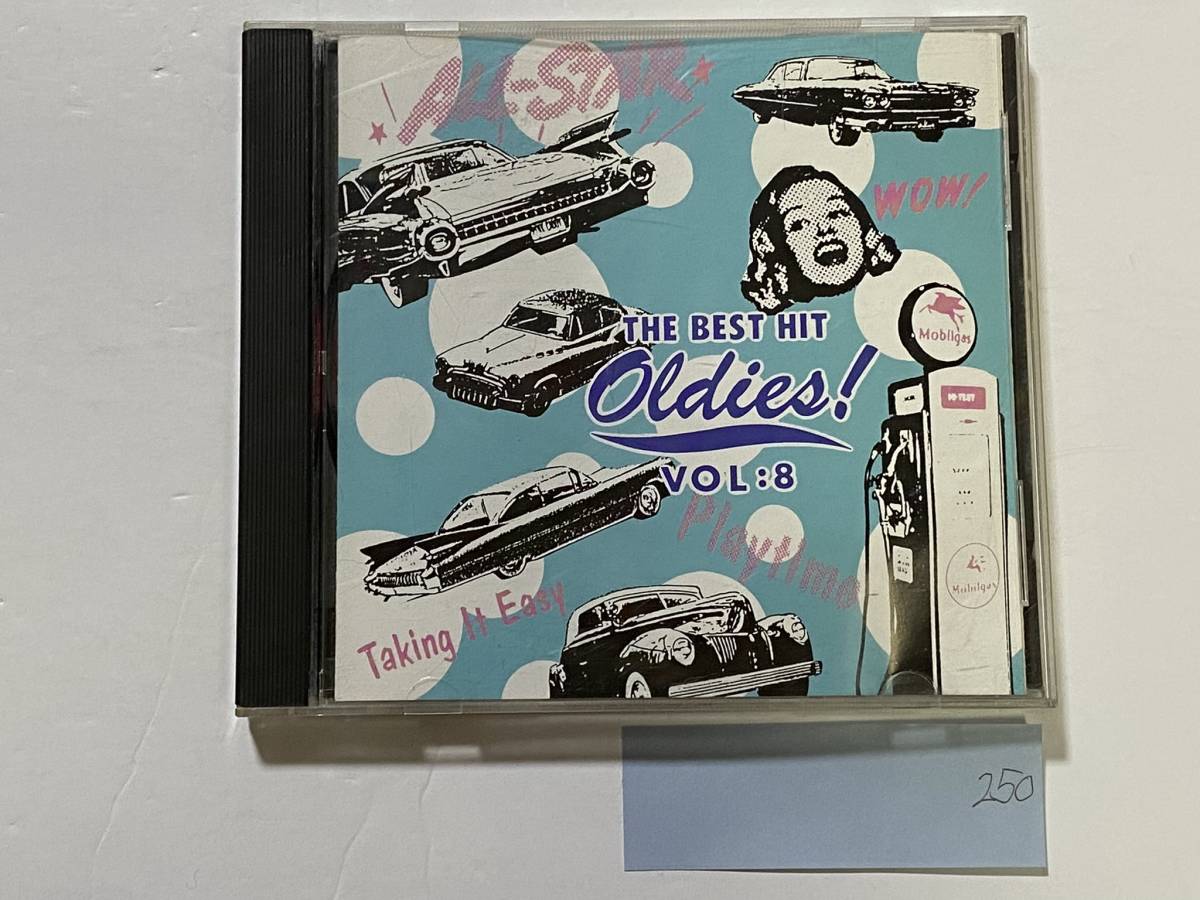 ALL-STAR
WOW!
THE BEST HIT
Oldies!
VOL:8
Mobilgas
Playtime
Taking It Easy
Mobilgas
250